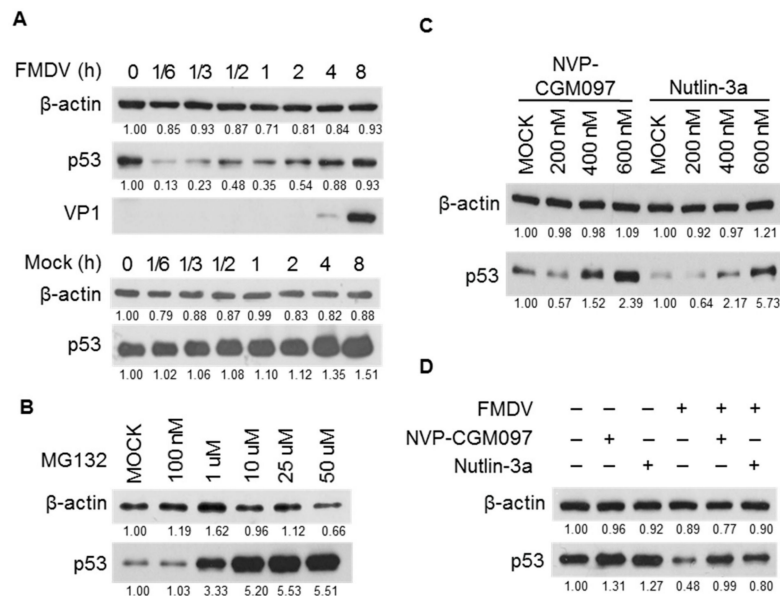 A
FMDV (h) 0 1/6 1/3 1/2 1 2 4 8
β-actin
1.00 0.85 0.93 0.87 0.71 0.81 0.84 0.93
p53
1.00 0.13 0.23 0.48 0.35 0.54 0.88 0.93
VP1
Mock (h) 0 1/6 1/3 1/2 1 2 4 8
β-actin
1.00 0.79 0.88 0.87 0.99 0.83 0.82 0.88
p53
1.00 1.02 1.06 1.08 1.10 1.12 1.35 1.51
B
MG132 MOCK 100 nM 1 uM 10 uM 25 uM 50 uM
β-actin
1.00 1.19 1.62 0.96 1.12 0.66
p53
1.00 1.03 3.33 5.20 5.53 5.51
C
NVP-
CGM097 Nutlin-3a
MOCK 200 nM 400 nM 600 nM MOCK 200 nM 400 nM 600 nM
β-actin
1.00 0.98 0.98 1.09 1.00 0.92 0.97 1.21
p53
1.00 0.57 1.52 2.39 1.00 0.64 2.17 5.73
D
FMDV – – – + + +
NVP-CGM097 – + – – + –
Nutlin-3a – – + – – +
β-actin
1.00 0.96 0.92 0.89 0.77 0.90
p53
1.00 1.31 1.27 0.48 0.99 0.80